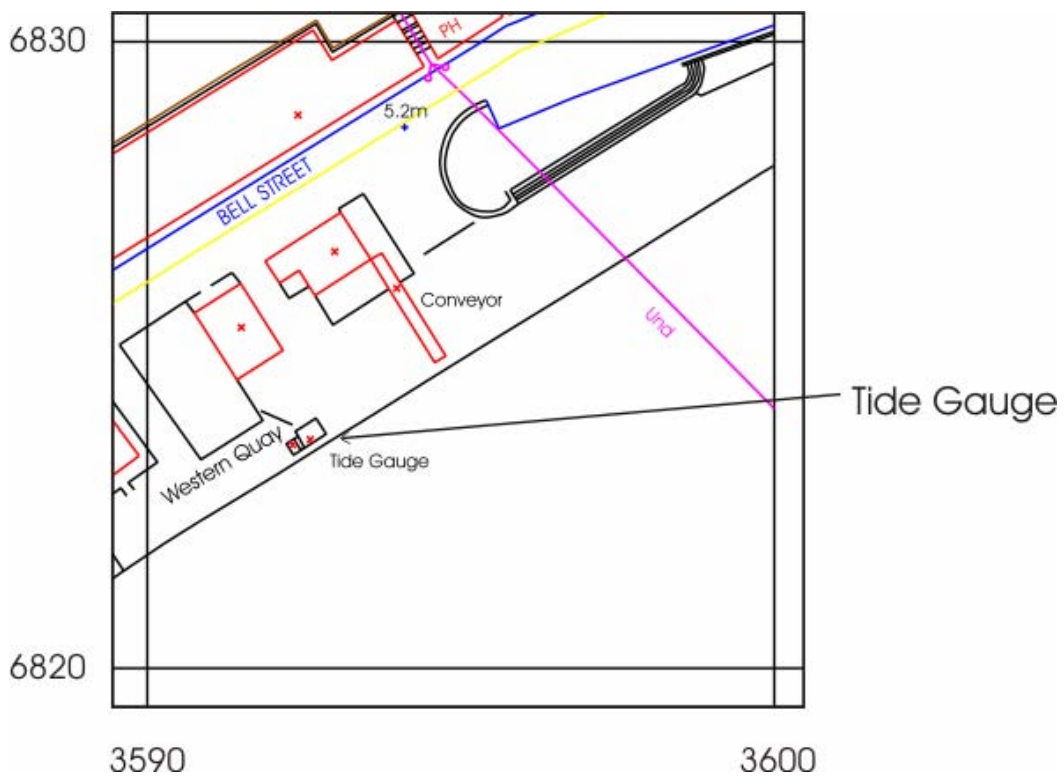 6830
PH
5.2m
BELL STREET
Conveyor
Und
Tide Gauge
Western Quay
Tide Gauge
6820
3590
3600